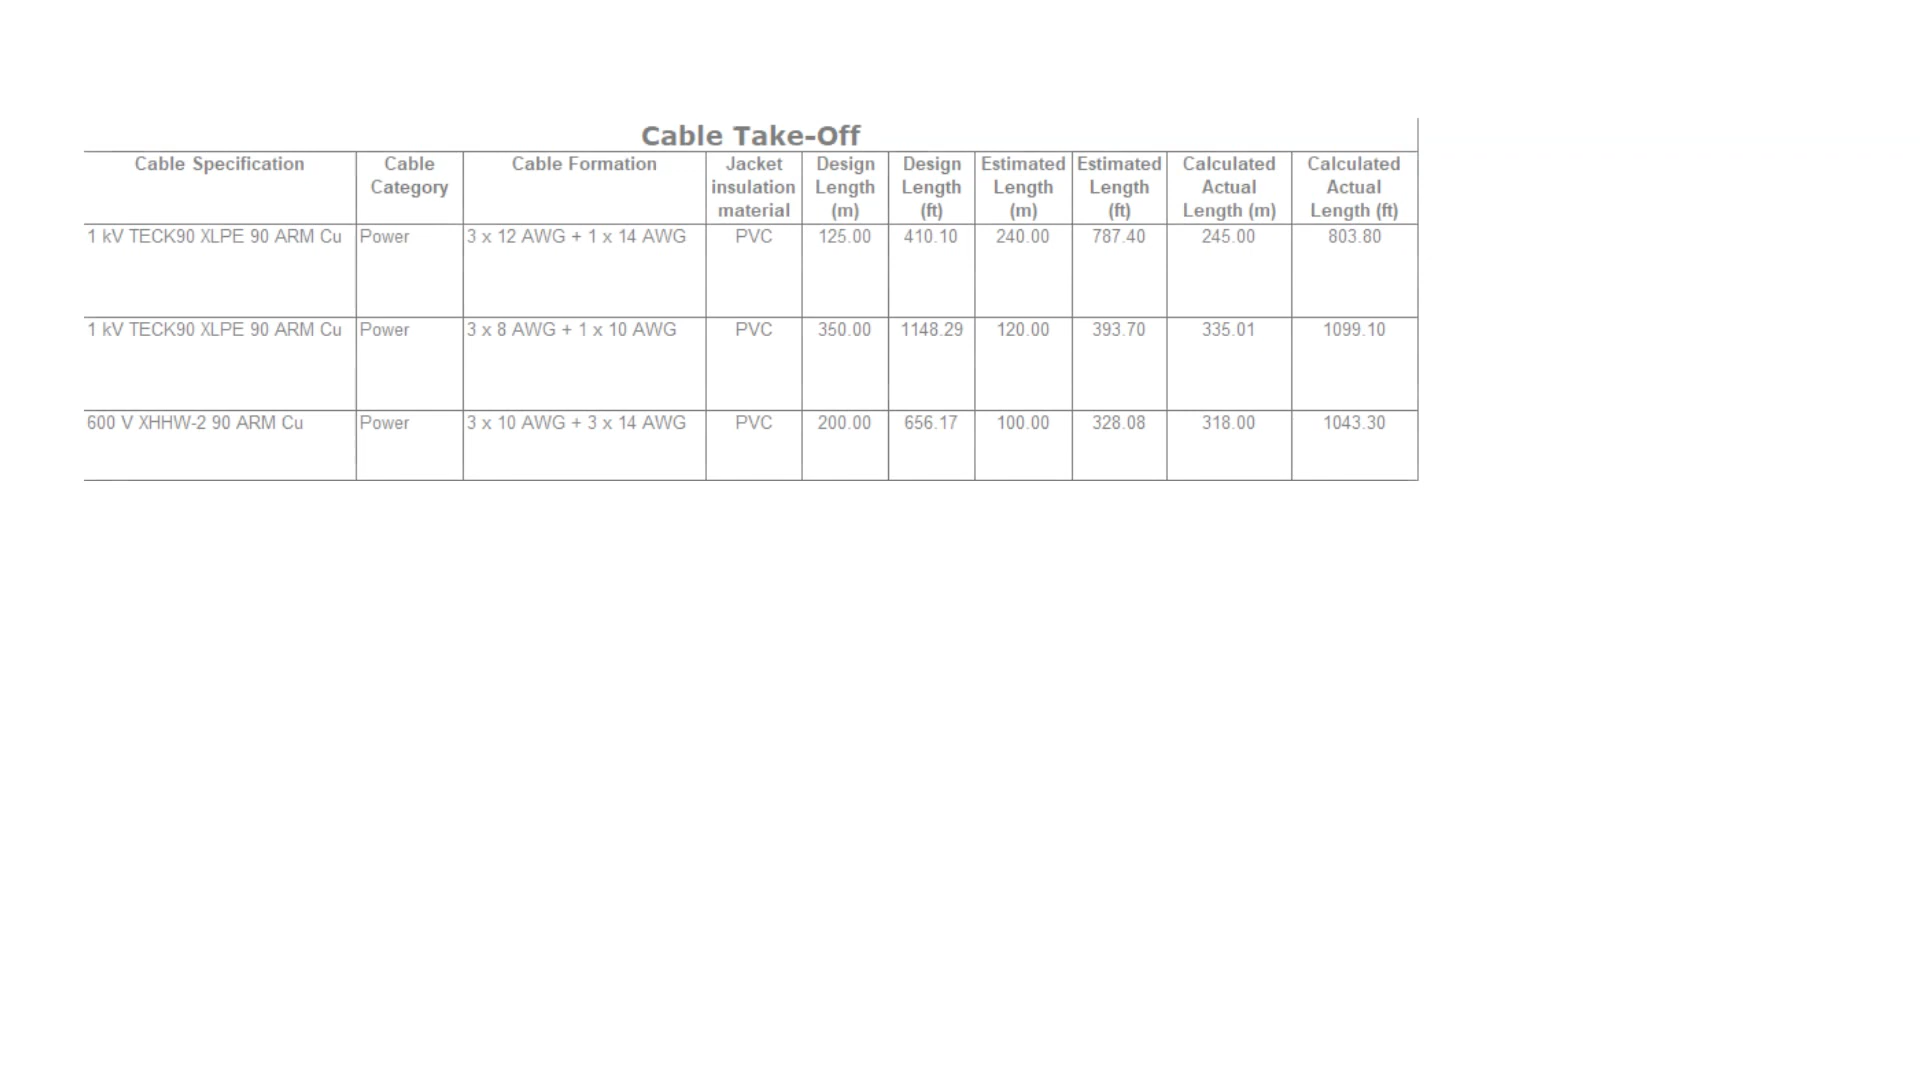 Cable Take-Off
Cable Specification Cable Category Cable Formation Jacket insulation material Design Length (m) Design Length (ft) Estimated Length (m) Estimated Length (ft) Calculated Actual Length (m) Calculated Actual Length (ft)
1 kV TECK90 XLPE 90 ARM Cu Power 3 x 12 AWG + 1 x 14 AWG PVC 125.00 410.10 240.00 787.40 245.00 803.80
1 kV TECK90 XLPE 90 ARM Cu Power 3 x 8 AWG + 1 x 10 AWG PVC 350.00 1148.29 120.00 393.70 335.01 1099.10
600 V XHHW-2 90 ARM Cu Power 3 x 10 AWG + 3 x 14 AWG PVC 200.00 656.17 100.00 328.08 318.00 1043.30